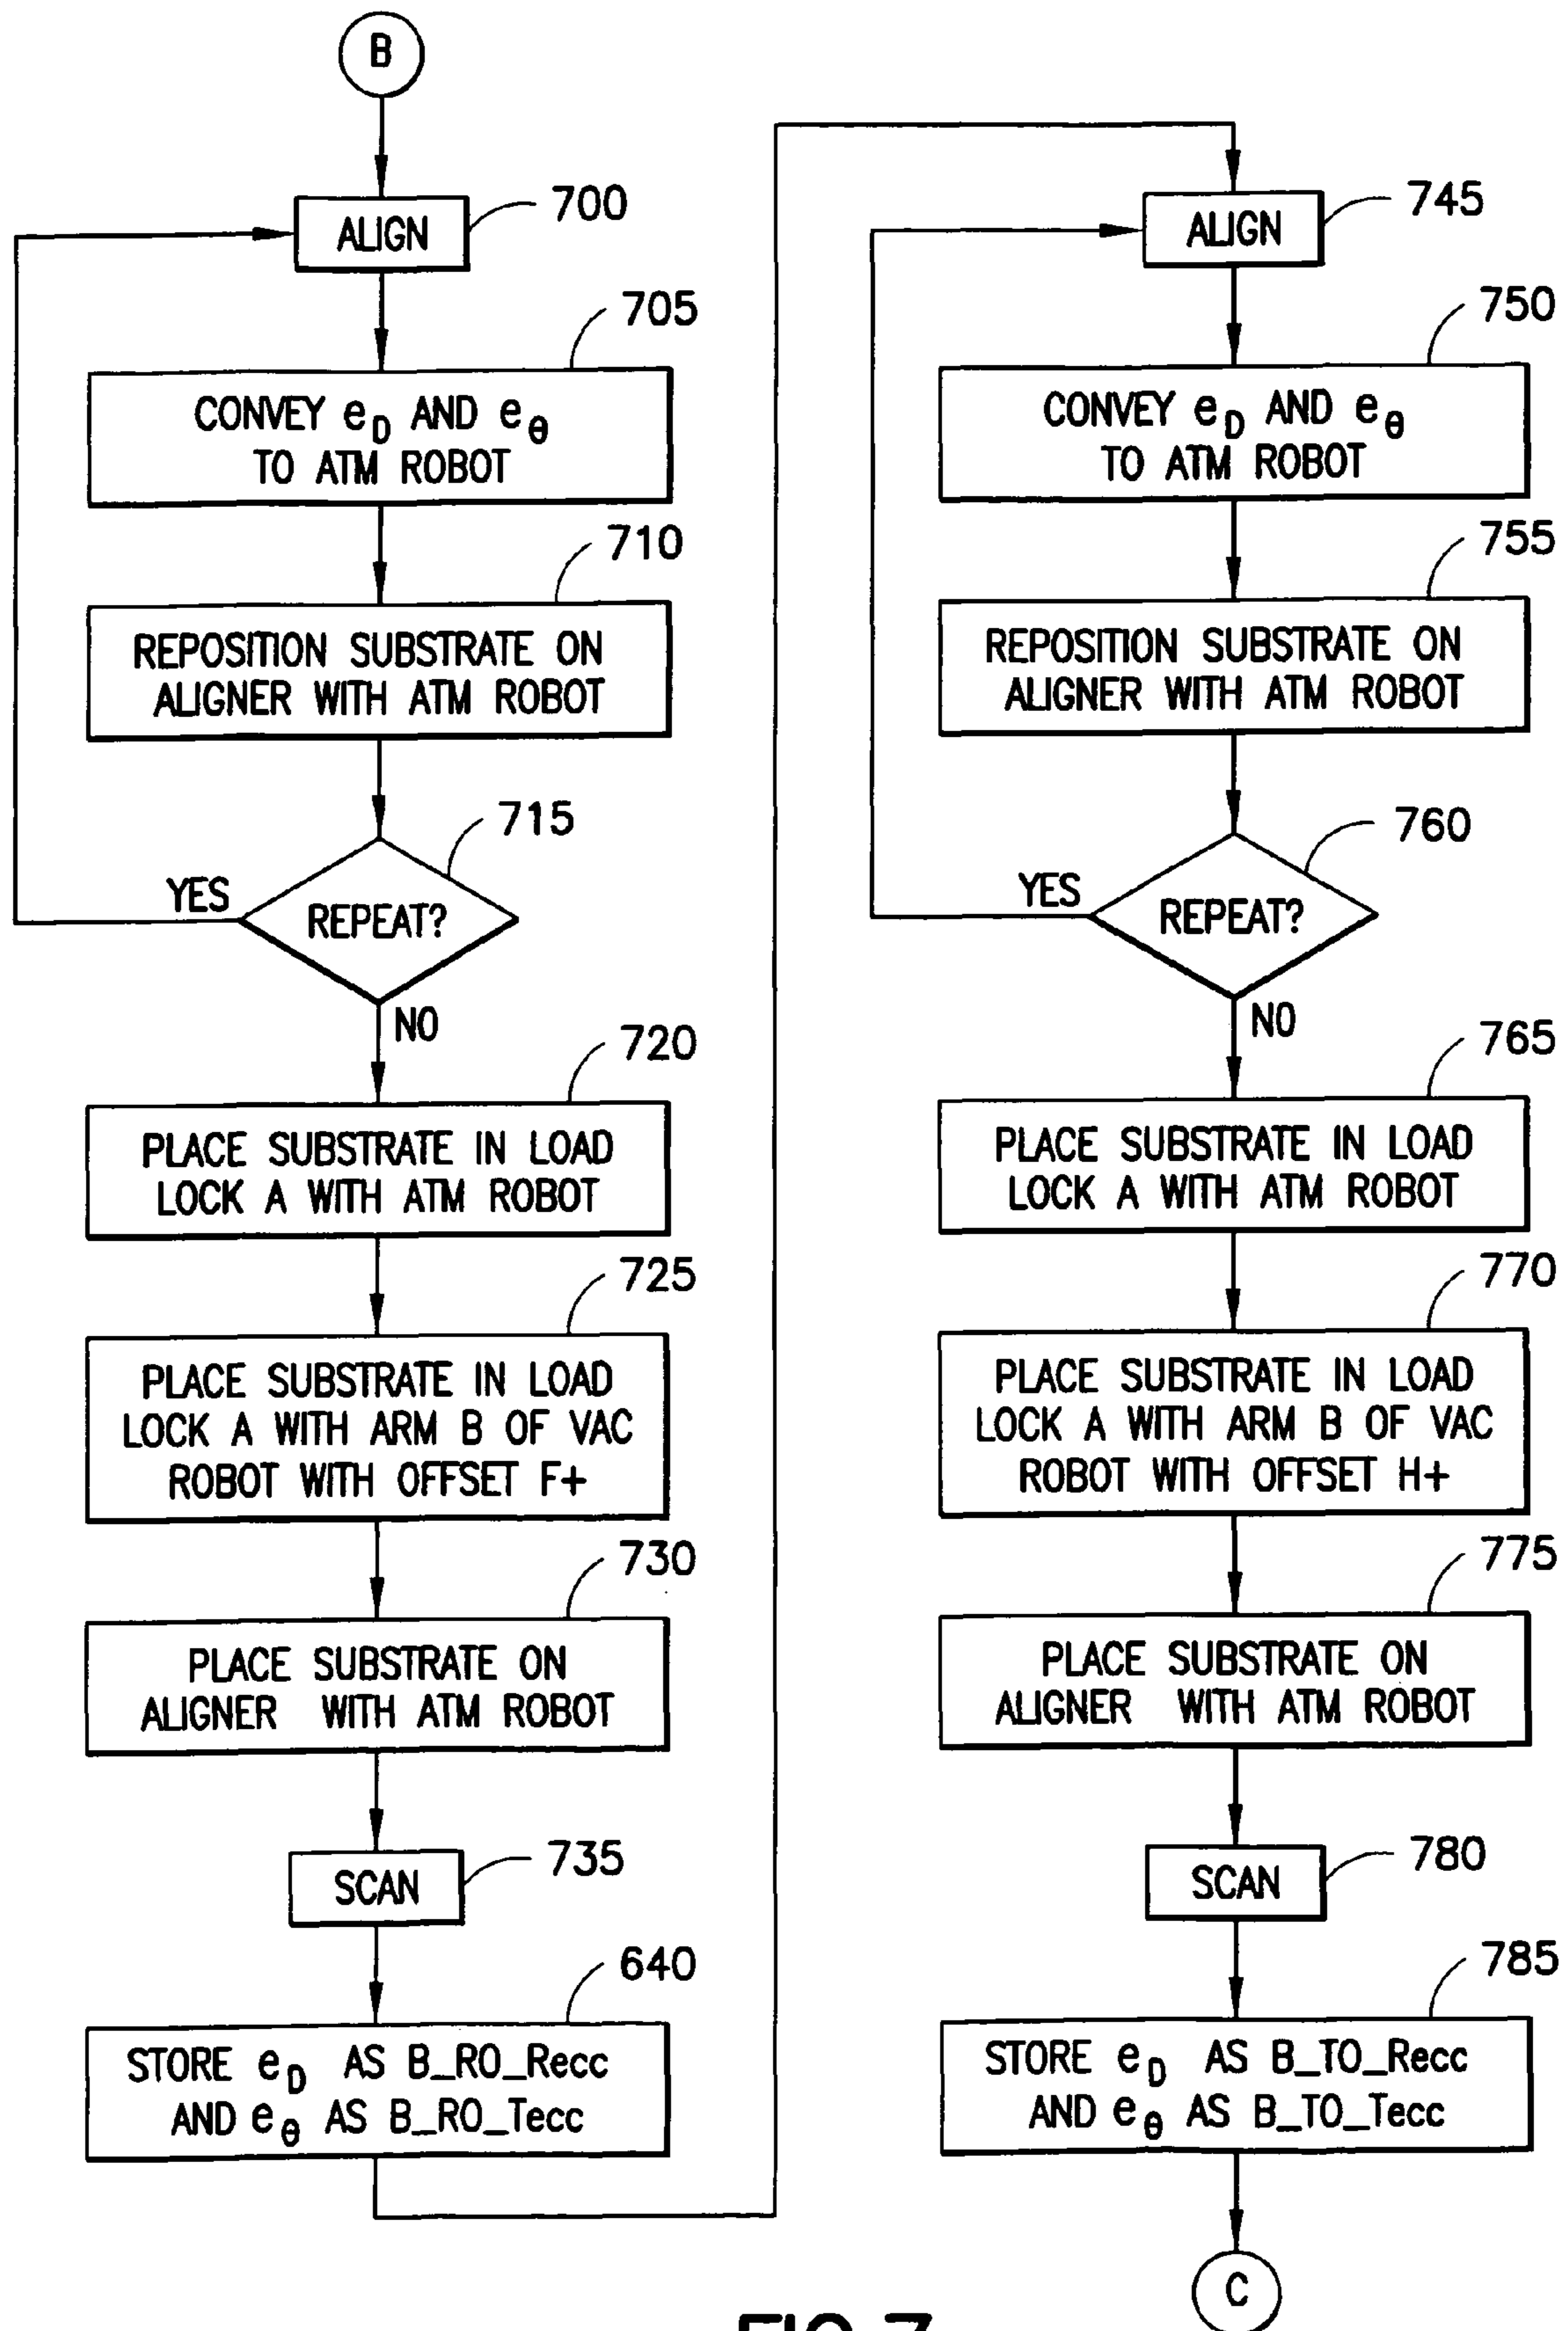 B
ALIGN
700
CONVEY eD AND eθ
TO ATM ROBOT
705
REPOSITION SUBSTRATE ON
ALIGNER WITH ATM ROBOT
710
REPEAT?
715
YES
NO
PLACE SUBSTRATE IN LOAD
LOCK A WITH ATM ROBOT
720
PLACE SUBSTRATE IN LOAD
LOCK A WITH ARM B OF VAC
ROBOT WITH OFFSET F+
725
PLACE SUBSTRATE ON
ALIGNER WITH ATM ROBOT
730
SCAN
735
STORE eD AS B_RO_Recc
AND eθ AS B_RO_Tecc
640
ALIGN
745
CONVEY eD AND eθ
TO ATM ROBOT
750
REPOSITION SUBSTRATE ON
ALIGNER WITH ATM ROBOT
755
REPEAT?
760
YES
NO
PLACE SUBSTRATE IN LOAD
LOCK A WITH ATM ROBOT
765
PLACE SUBSTRATE IN LOAD
LOCK A WITH ARM B OF VAC
ROBOT WITH OFFSET H+
770
PLACE SUBSTRATE ON
ALIGNER WITH ATM ROBOT
775
SCAN
780
STORE eD AS B_TO_Recc
AND eθ AS B_TO_Tecc
785
C
FIG.7